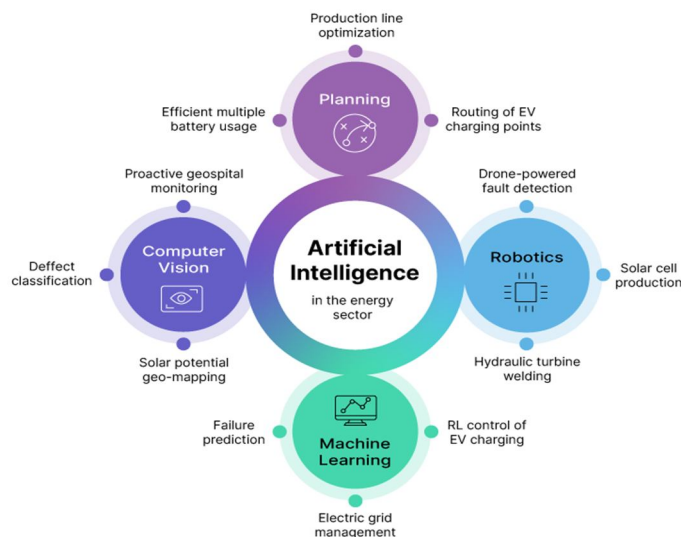 Production line
optimization
Planning
Efficient multiple
battery usage
Routing of EV
charging points
Proactive geospital
monitoring
Drone-powered
fault detection
Computer
Vision
Deffect
classification
Artificial
Intelligence
in the energy
sector
Robotics
Solar cell
production
Solar potential
geo-mapping
Hydraulic turbine
welding
Failure
prediction
Machine
Learning
RL control of
EV charging
Electric grid
management